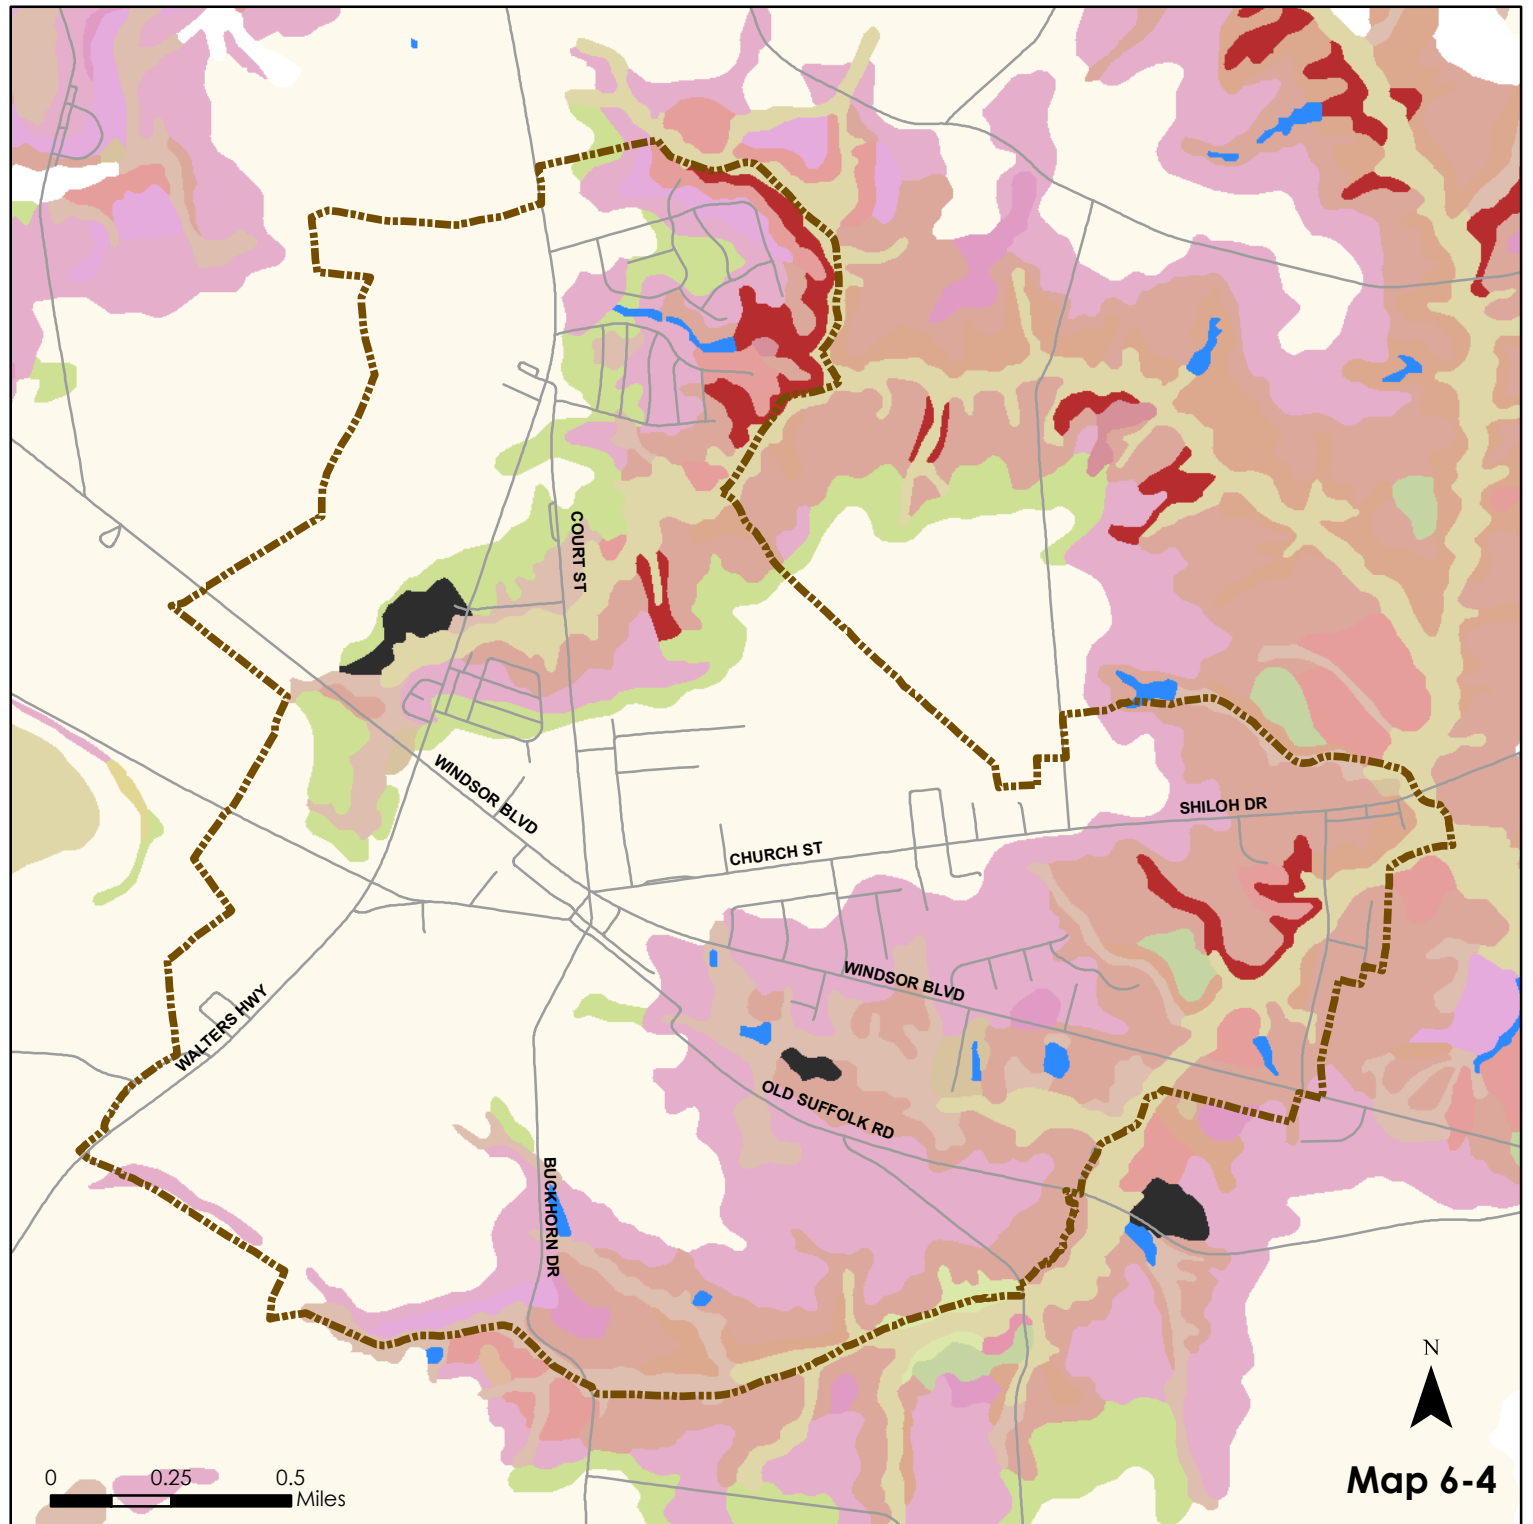 COURT ST
WINDSOR BLVD
SHILOH DR
CHURCH ST
WINDSOR BLVD
WALTERS HWY
OLD SUFFOLK RD
BUCKHORN DR
N
Map 6-4
0 0.25 0.5
Miles